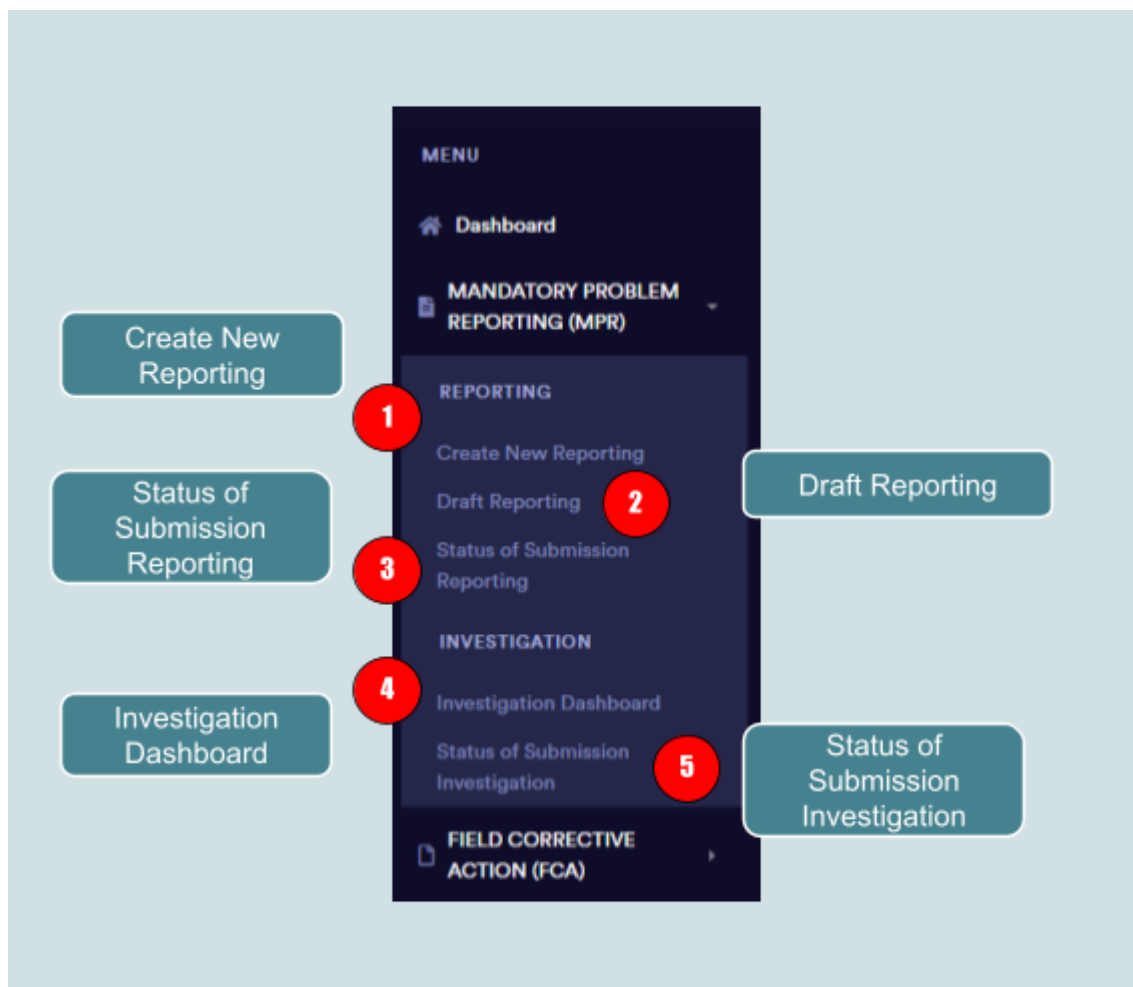 MENU
Dashboard
MANDATORY PROBLEM
REPORTING (MPR)
Create New
Reporting
REPORTING
1
Create New Reporting
Draft Reporting
2
Draft Reporting
Status of
Submission
Reporting
Status of Submission
Reporting
3
INVESTIGATION
4
Investigation Dashboard
Investigation
Dashboard
Status of Submission
Investigation
5
Status of
Submission
Investigation
FIELD CORRECTIVE
ACTION (FCA)